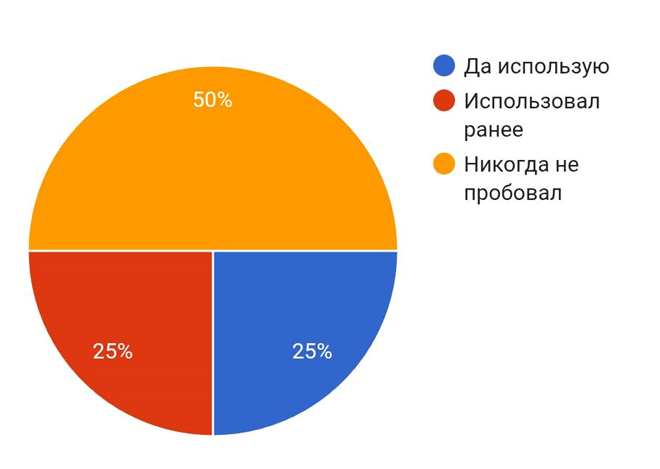 50%
25%
25%
Да использую
Использовал
ранее
Никогда не
пробовал